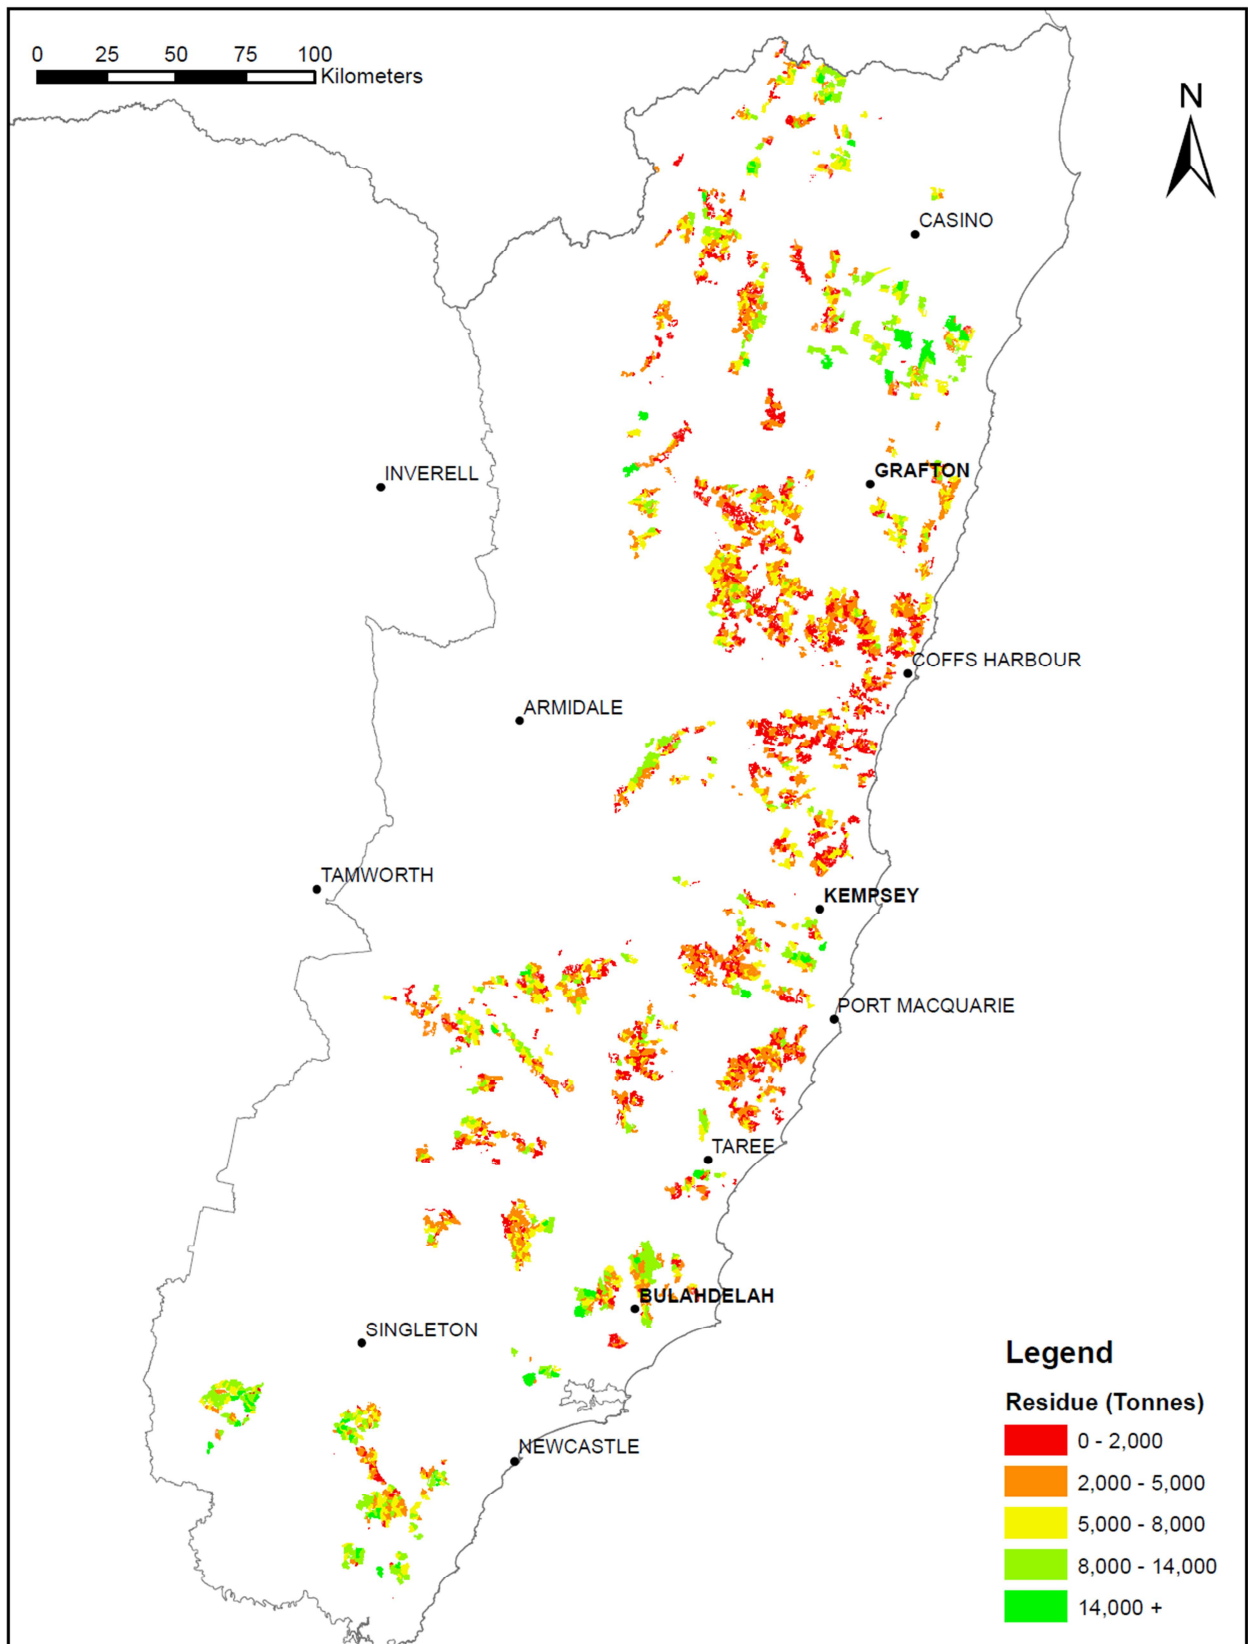 0 25 50 75 100
Kilometers
N
CASINO
INVERELL
GRAFTON
COFFS HARBOUR
ARMIDALE
TAMWORTH
KEMPSEY
PORT MACQUARIE
TAREE
BULAHDELAH
SINGLETON
NEWCASTLE
Legend
Residue (Tonnes)
0 - 2,000
2,000 - 5,000
5,000 - 8,000
8,000 - 14,000
14,000 +